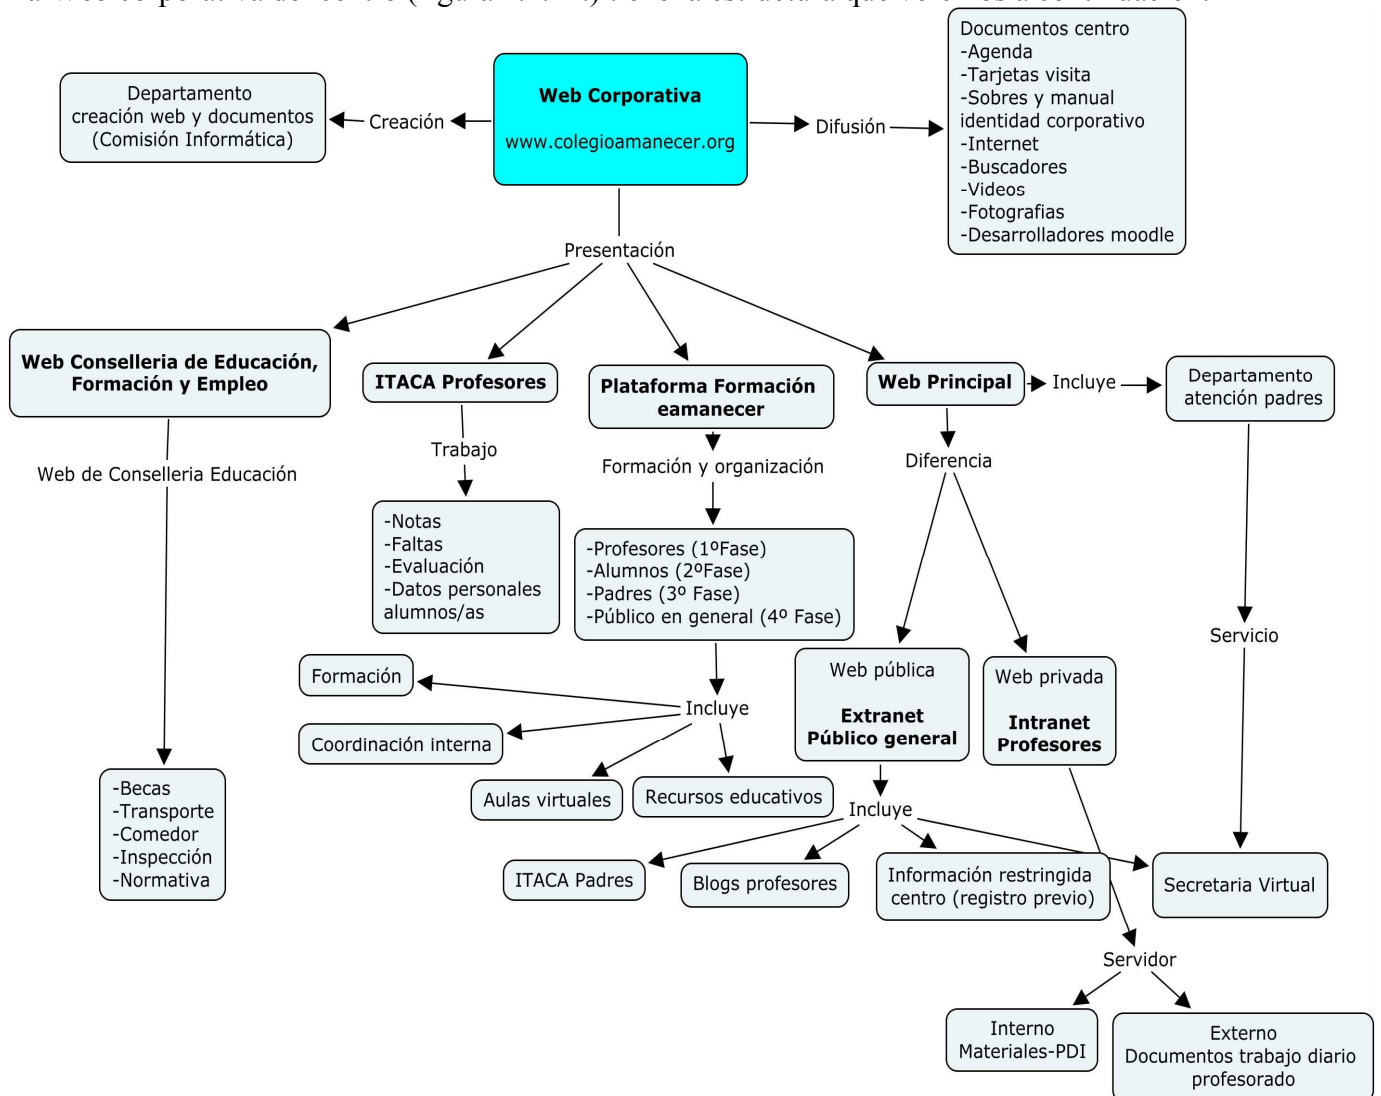 Documentos centro
-Agenda
-Tarjetas visita
-Sobres y manual
identidad corporativo
-Internet
-Buscadores
-Videos
-Fotografias
-Desarrolladores moodle
Departamento
creación web y documentos
(Comisión Informática)
Creación
Web Corporativa
www.colegioamanecer.org
Difusión
Presentación
Web Conselleria de Educación,
Formación y Empleo
ITACA Profesores
Plataforma Formación
eamanecer
Web Principal
Incluye
Departamento
atención padres
Web de Conselleria Educación
Trabajo
Formación y organización
Diferencia
-Notas
-Faltas
-Evaluación
-Datos personales
alumnos/as
-Profesores (1ºFase)
-Alumnos (2ºFase)
-Padres (3º Fase)
-Público en general (4º Fase)
Servicio
Formación
Incluye
Coordinación interna
Aulas virtuales
Recursos educativos
Web pública
Extranet
Público general
Web privada
Intranet
Profesores
-Becas
-Transporte
-Comedor
-Inspección
-Normativa
Incluye
ITACA Padres
Blogs profesores
Información restringida
centro (registro previo)
Secretaria Virtual
Servidor
Interno
Materiales-PDI
Externo
Documentos trabajo diario
profesorado